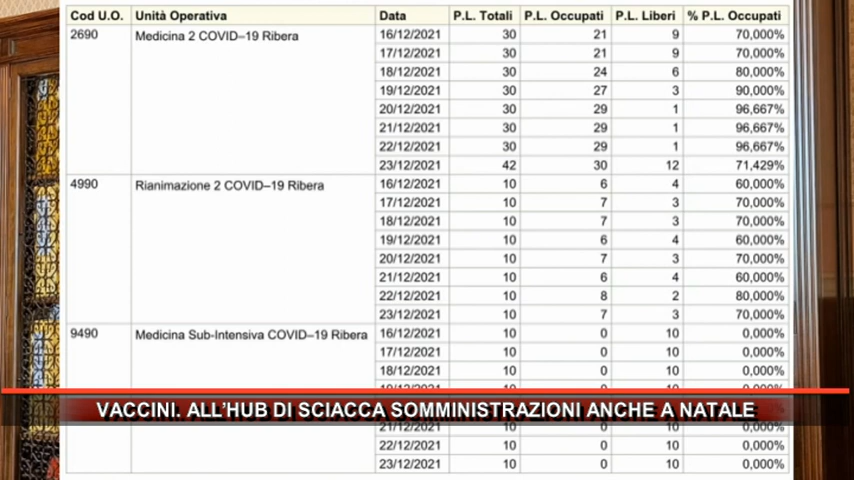 Cod U.O. Unità Operativa Data P.L. Totali P.L. Occupati P.L. Liberi % P.L. Occupati
2690 Medicina 2 COVID–19 Ribera 16/12/2021 30 21 9 70,000%
17/12/2021 30 21 9 70,000%
18/12/2021 30 24 6 80,000%
19/12/2021 30 27 3 90,000%
20/12/2021 30 29 1 96,667%
21/12/2021 30 29 1 96,667%
22/12/2021 30 29 1 96,667%
23/12/2021 42 30 12 71,429%
4990 Rianimazione 2 COVID–19 Ribera 16/12/2021 10 6 4 60,000%
17/12/2021 10 7 3 70,000%
18/12/2021 10 7 3 70,000%
19/12/2021 10 6 4 60,000%
20/12/2021 10 7 3 70,000%
21/12/2021 10 6 4 60,000%
22/12/2021 10 8 2 80,000%
23/12/2021 10 7 3 70,000%
9490 Medicina Sub-Intensiva COVID–19 Ribera 16/12/2021 10 0 10 0,000%
17/12/2021 10 0 10 0,000%
18/12/2021 10 0 10 0,000%
19/12/2021 10 0 10 0,000%
VACCINI. ALL'HUB DI SCIACCA SOMMINISTRAZIONI ANCHE A NATALE
21/12/2021 10 0 10 0,000%
22/12/2021 10 0 10 0,000%
23/12/2021 10 0 10 0,000%